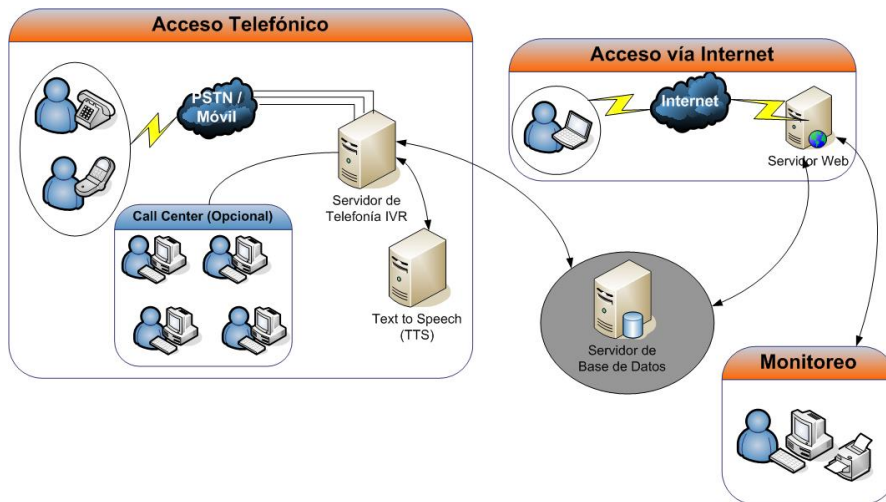 Acceso Telefónico
PSTN /
Móvil
Servidor de
Telefonía IVR
Call Center (Opcional)
Text to Speech
(TTS)
Acceso vía Internet
Internet
Servidor Web
Servidor de
Base de Datos
Monitoreo